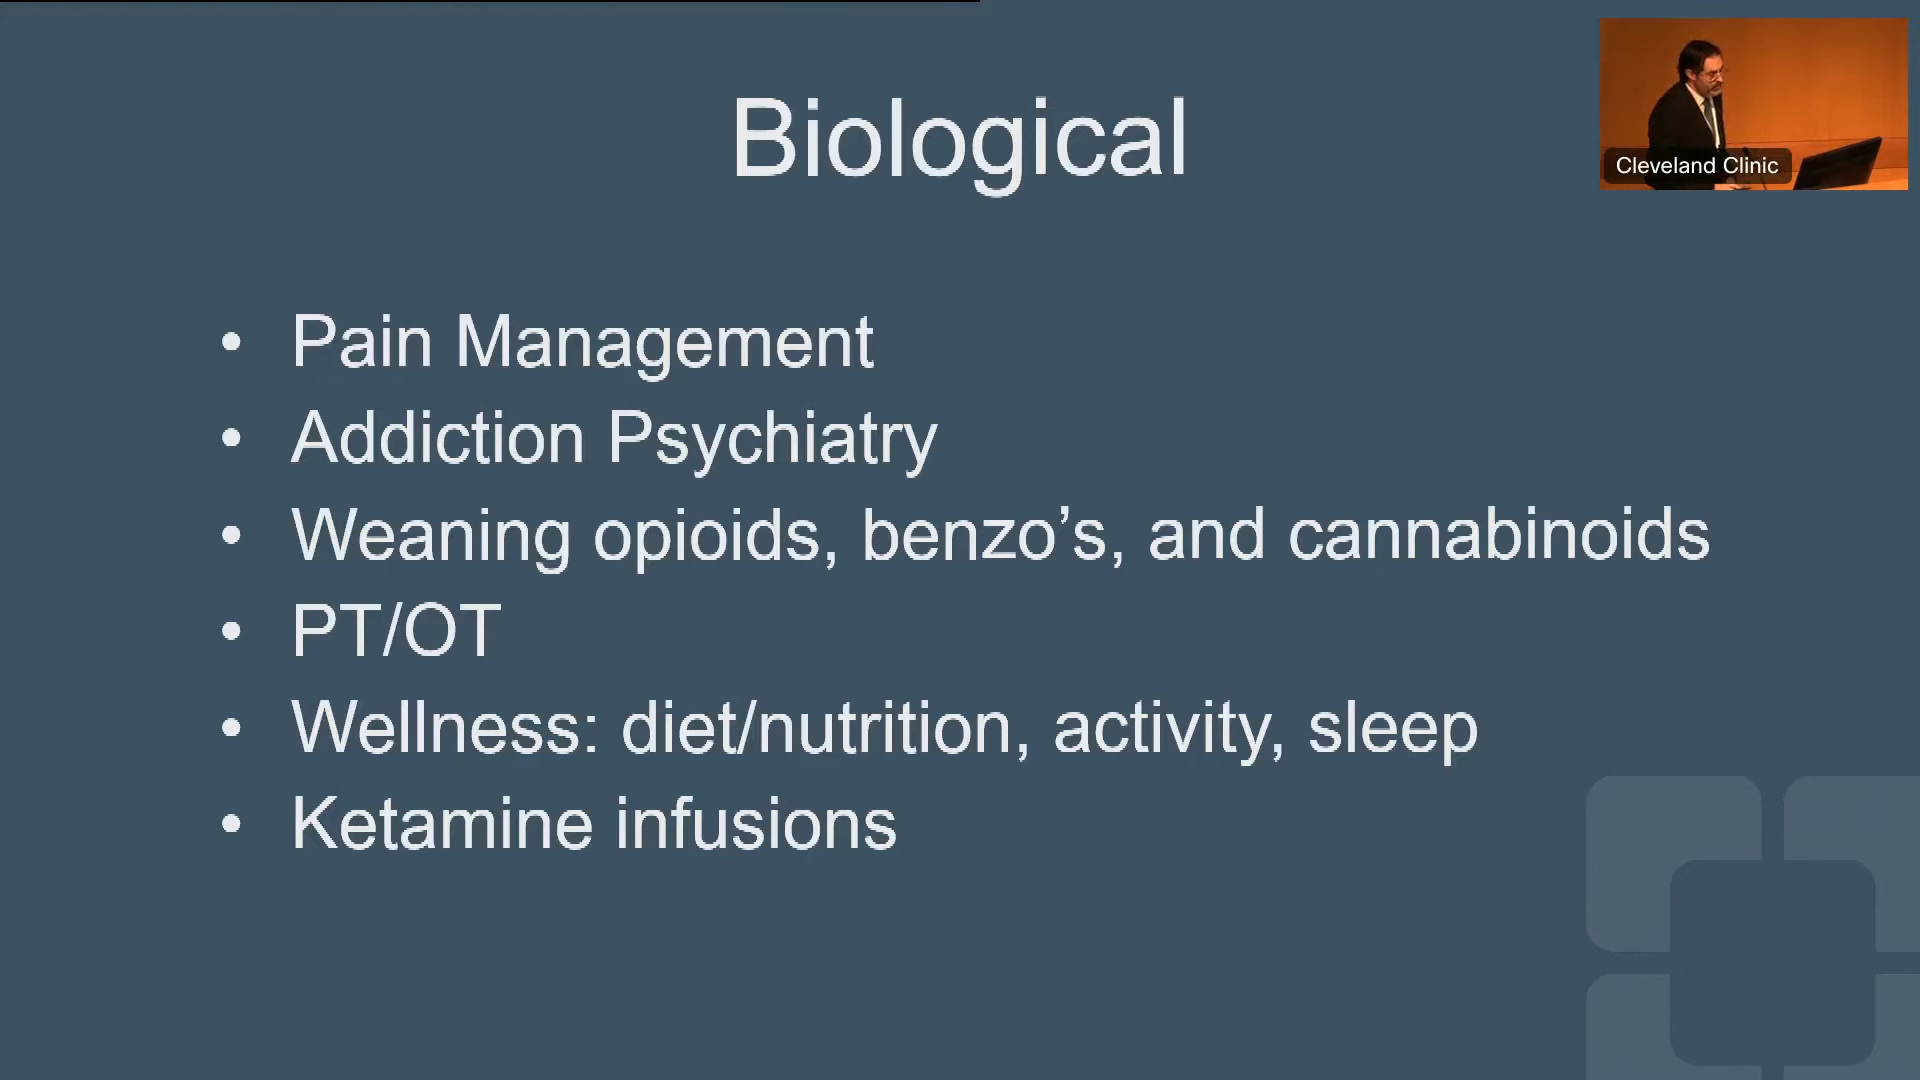 Biological
Cleveland Clinic
• Pain Management
• Addiction Psychiatry
• Weaning opioids, benzo’s, and cannabinoids
• PT/OT
• Wellness: diet/nutrition, activity, sleep
• Ketamine infusions